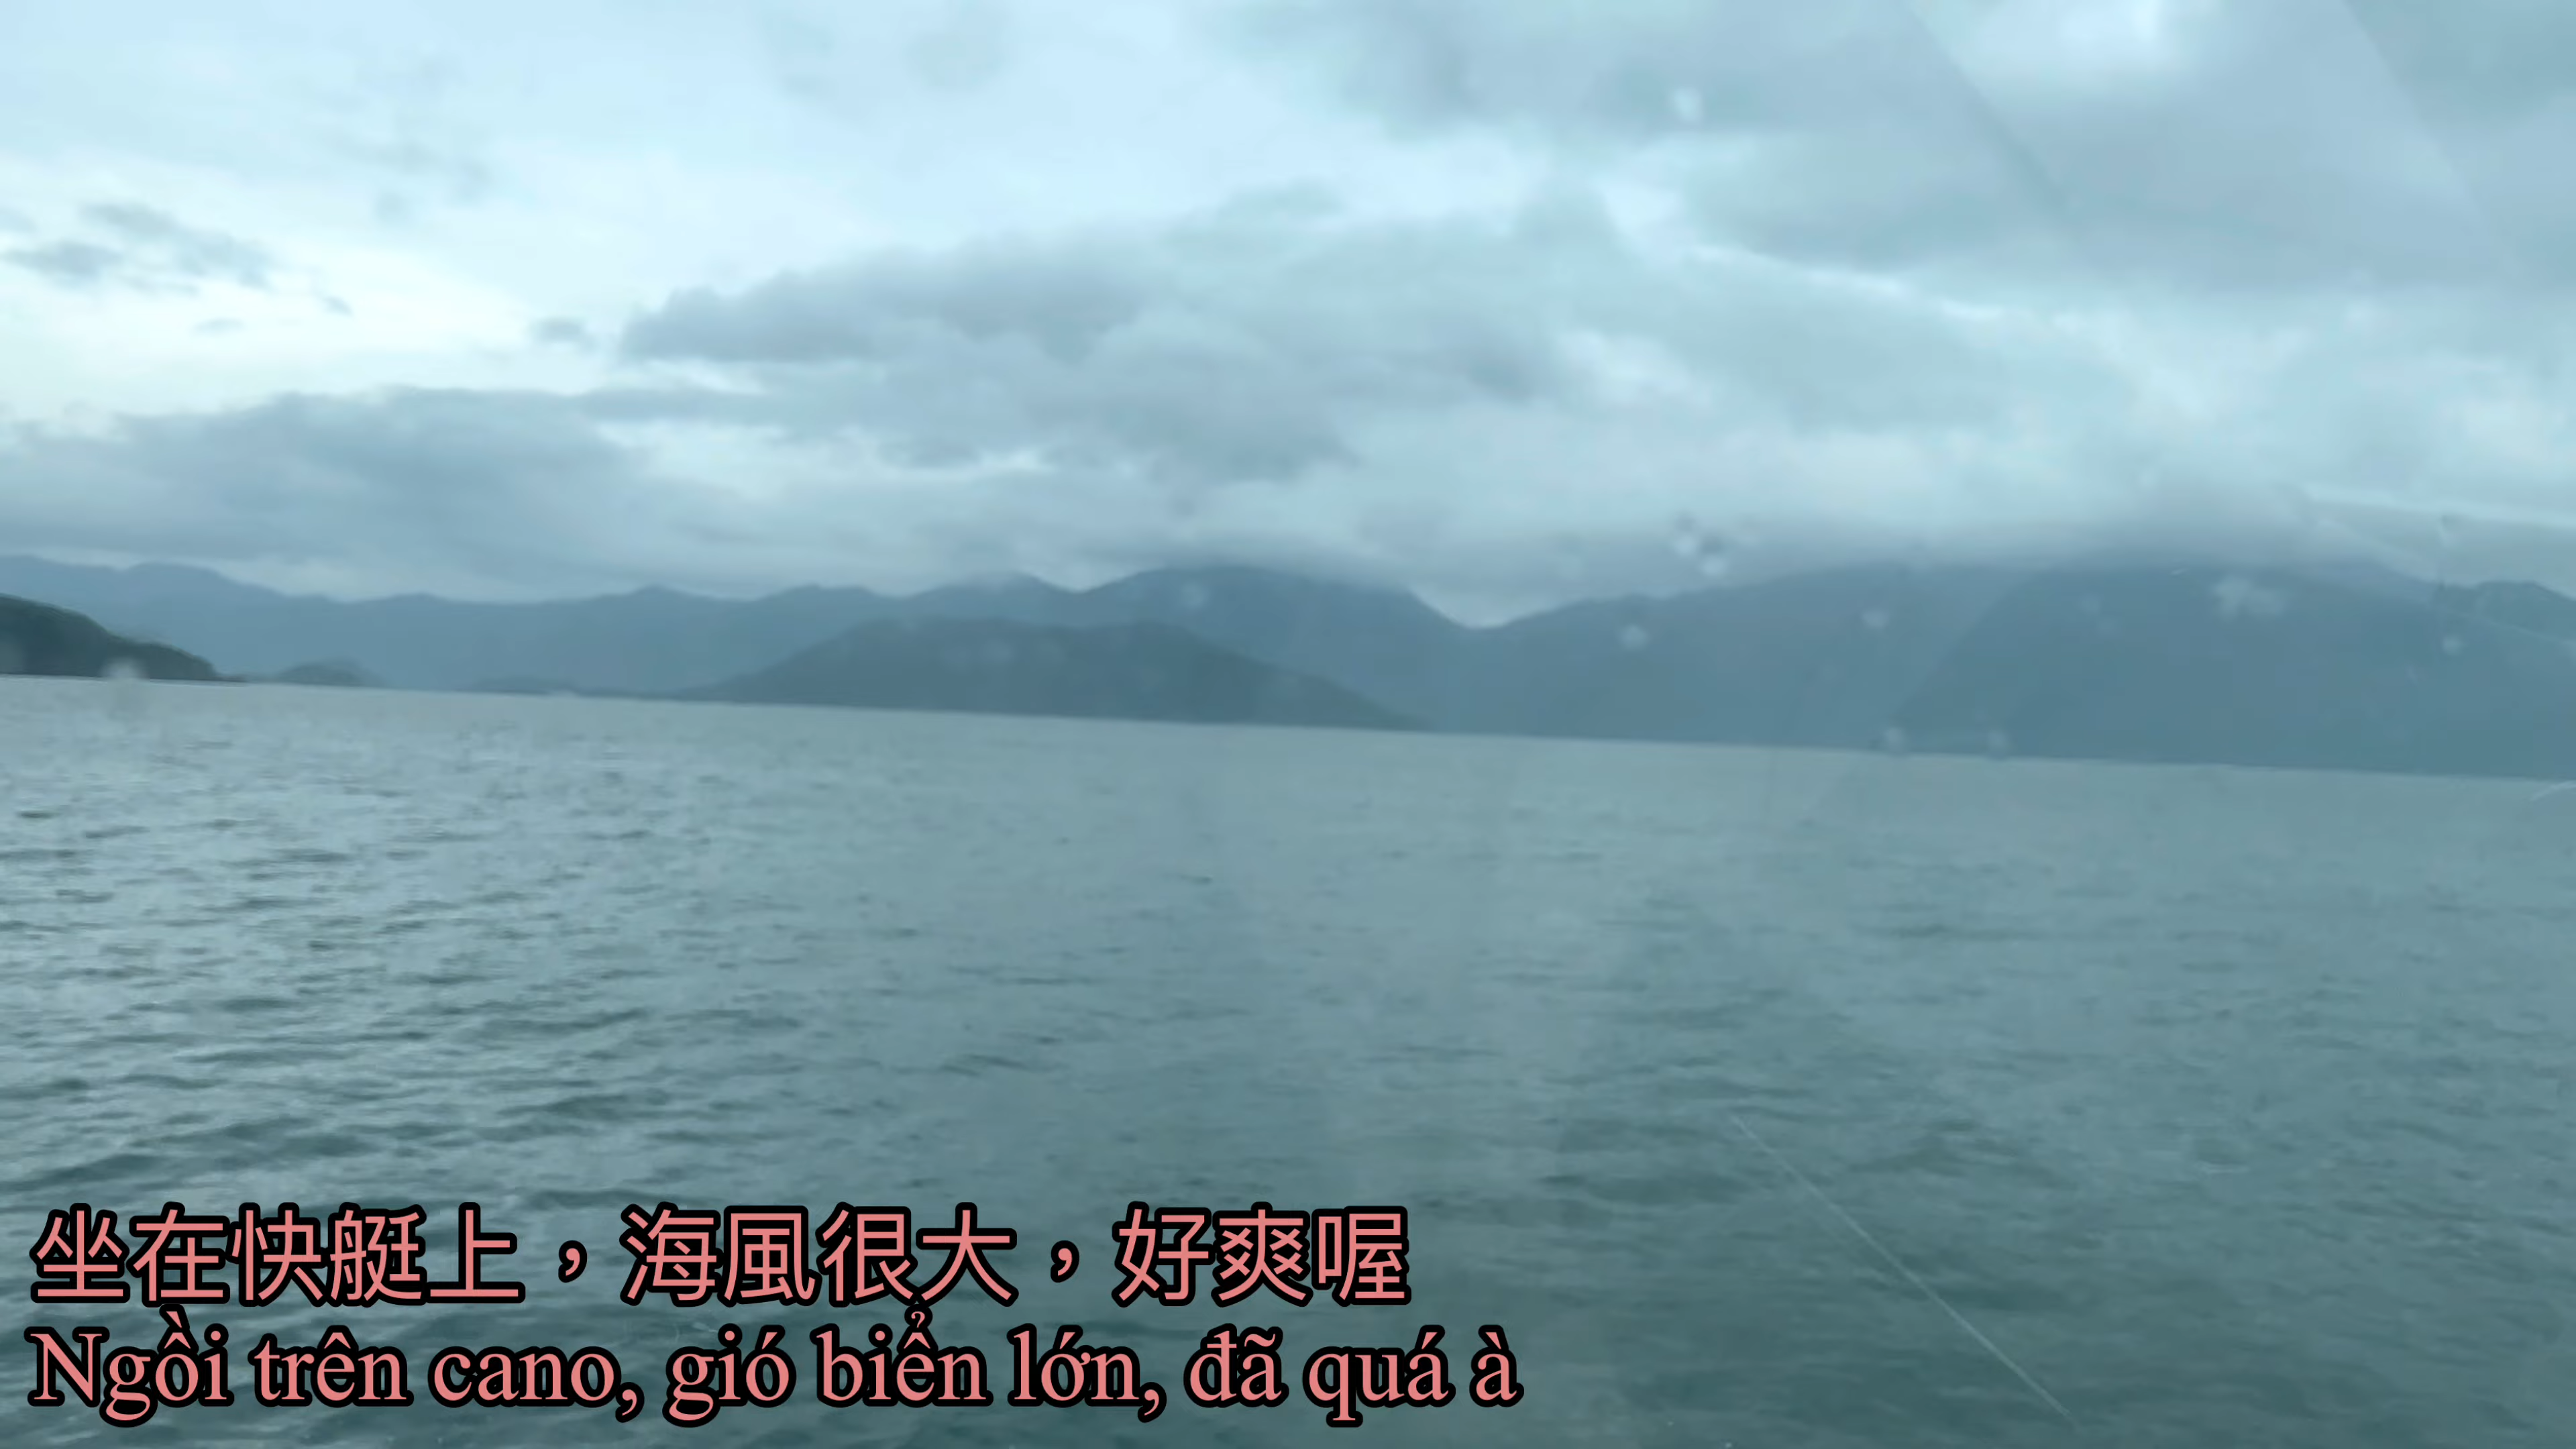 坐在快艇上，海風很大，好爽喔
Ngồi trên cano, gió biển lớn, đã quá à